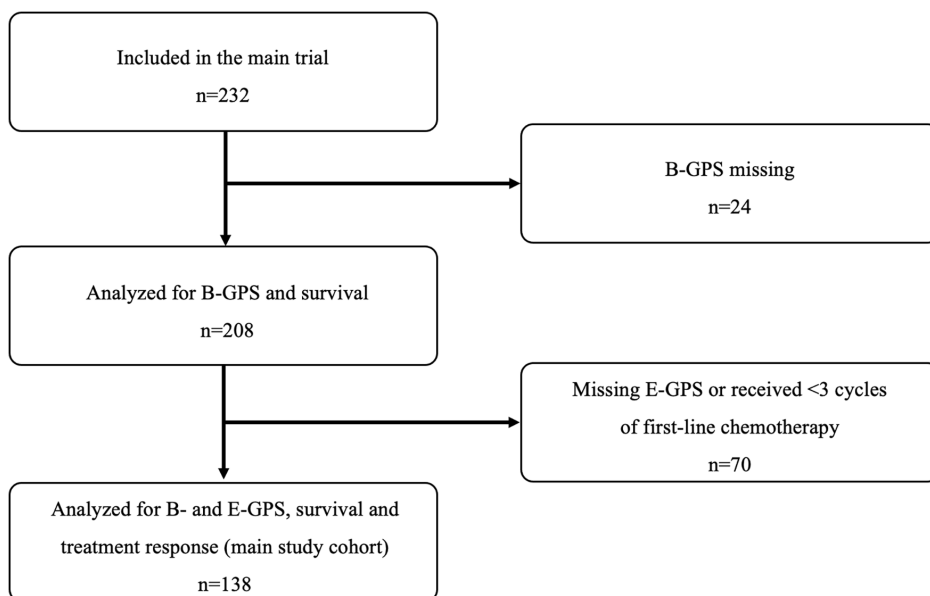 Included in the main trial
n=232
B-GPS missing
n=24
Analyzed for B-GPS and survival
n=208
Missing E-GPS or received <3 cycles
of first-line chemotherapy
n=70
Analyzed for B- and E-GPS, survival and
treatment response (main study cohort)
n=138